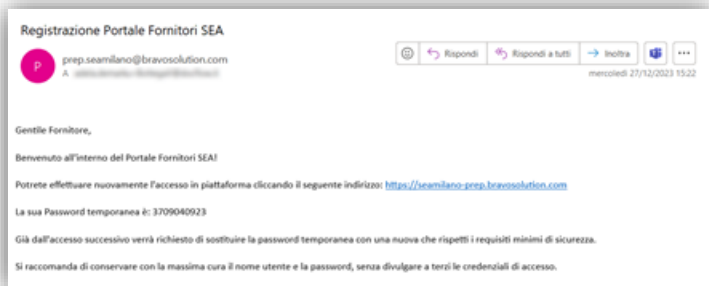 Registrazione Portale Fornitori SEA
P
prep.seamilano@bravosolution.com
A
Rispondi
Rispondi a tutti
Inoltra
mercoledì 27/12/2023 15:22
Gentile Fornitore,
Benvenuto all'interno del Portale Fornitori SEA!
Potrete effettuare nuovamente l'accesso in piattaforma cliccando il seguente indirizzo: https://seamilano-prep.bravosolution.com
La sua Password temporanea è: 3709040923
Già dall'accesso successivo verrà richiesto di sostituire la password temporanea con una nuova che rispetti i requisiti minimi di sicurezza.
Si raccomanda di conservare con la massima cura il nome utente e la password, senza divulgare a terzi le credenziali di accesso.